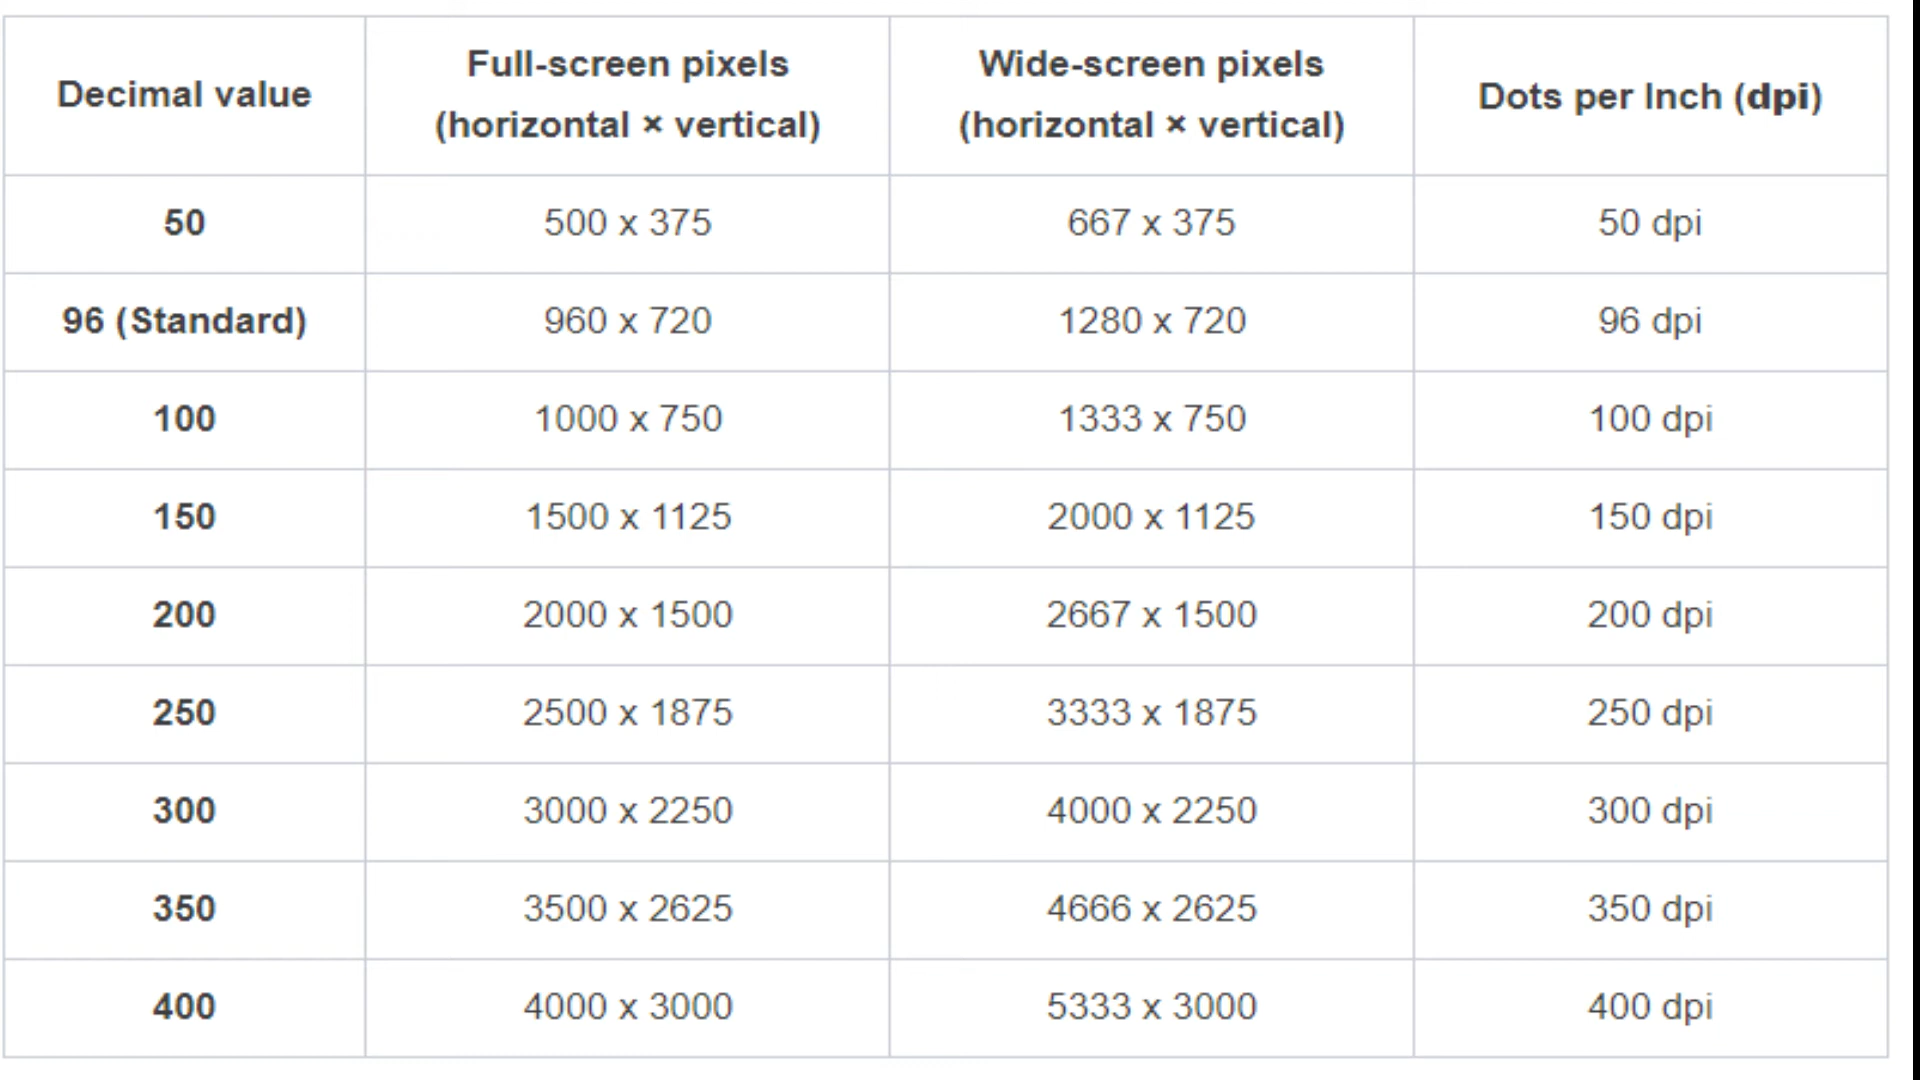 Decimal value
Full-screen pixels
(horizontal × vertical)
Wide-screen pixels
(horizontal × vertical)
Dots per Inch (dpi)
50
500 x 375
667 x 375
50 dpi
96 (Standard)
960 x 720
1280 x 720
96 dpi
100
1000 x 750
1333 x 750
100 dpi
150
1500 x 1125
2000 x 1125
150 dpi
200
2000 x 1500
2667 x 1500
200 dpi
250
2500 x 1875
3333 x 1875
250 dpi
300
3000 x 2250
4000 x 2250
300 dpi
350
3500 x 2625
4666 x 2625
350 dpi
400
4000 x 3000
5333 x 3000
400 dpi